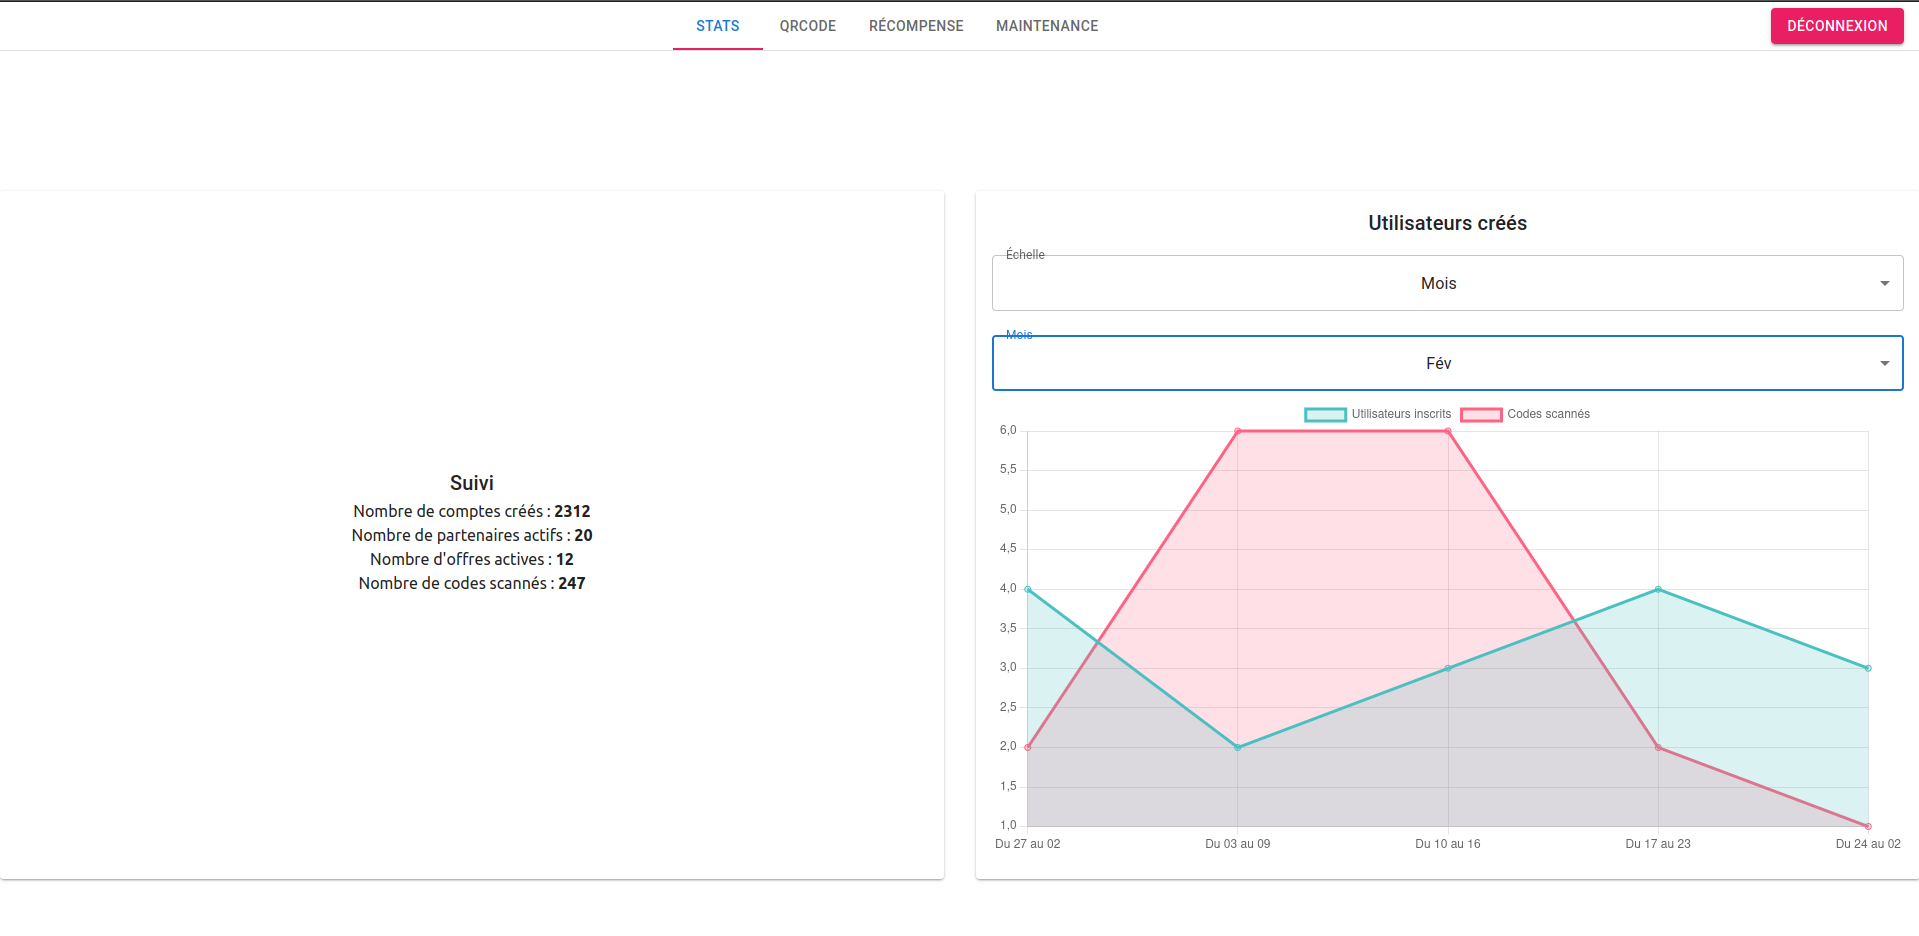 STATS QRCODE RÉCOMPENSE MAINTENANCE DÉCONNEXION
Suivi
Nombre de comptes créés : 2312
Nombre de partenaires actifs : 20
Nombre d'offres actives : 12
Nombre de codes scannés : 247
Utilisateurs créés
Échelle
Mois
Mois
Fév
Utilisateurs inscrits Codes scannés
6,0
5,5
5,0
4,5
4,0
3,5
3,0
2,5
2,0
1,5
1,0
Du 27 au 02 Du 03 au 09 Du 10 au 16 Du 17 au 23 Du 24 au 02